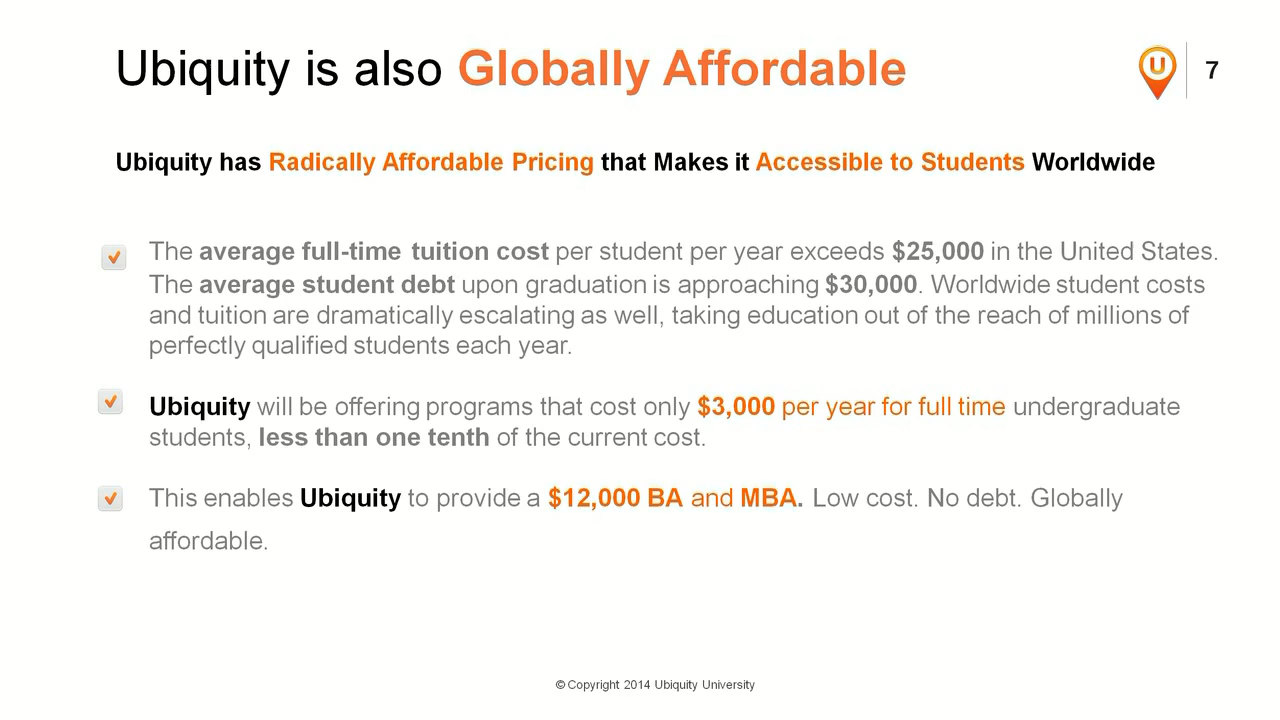 Ubiquity is also Globally Affordable
U
7
Ubiquity has Radically Affordable Pricing that Makes it Accessible to Students Worldwide
The average full-time tuition cost per student per year exceeds $25,000 in the United States.
The average student debt upon graduation is approaching $30,000. Worldwide student costs
and tuition are dramatically escalating as well, taking education out of the reach of millions of
perfectly qualified students each year.
Ubiquity will be offering programs that cost only $3,000 per year for full time undergraduate
students, less than one tenth of the current cost.
This enables Ubiquity to provide a $12,000 BA and MBA. Low cost. No debt. Globally
affordable.
© Copyright 2014 Ubiquity University